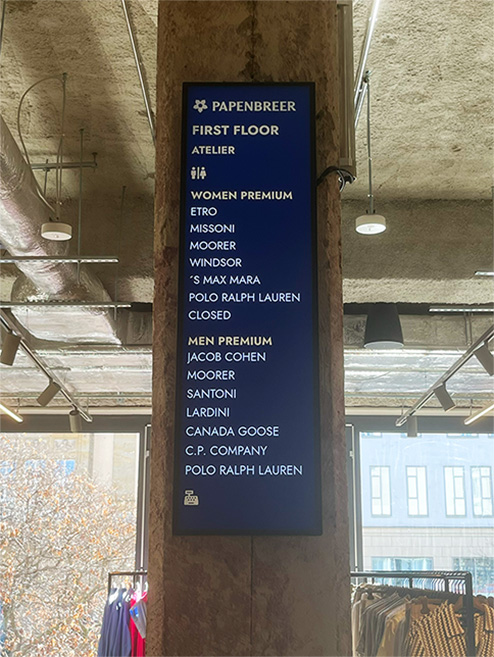 PAPENBREER
FIRST FLOOR
ATELIER
WOMEN PREMIUM
ETRO
MISSONI
MOORER
WINDSOR
´S MAX MARA
POLO RALPH LAUREN
CLOSED
MEN PREMIUM
JACOB COHEN
MOORER
SANTONI
LARDINI
CANADA GOOSE
C.P. COMPANY
POLO RALPH LAUREN